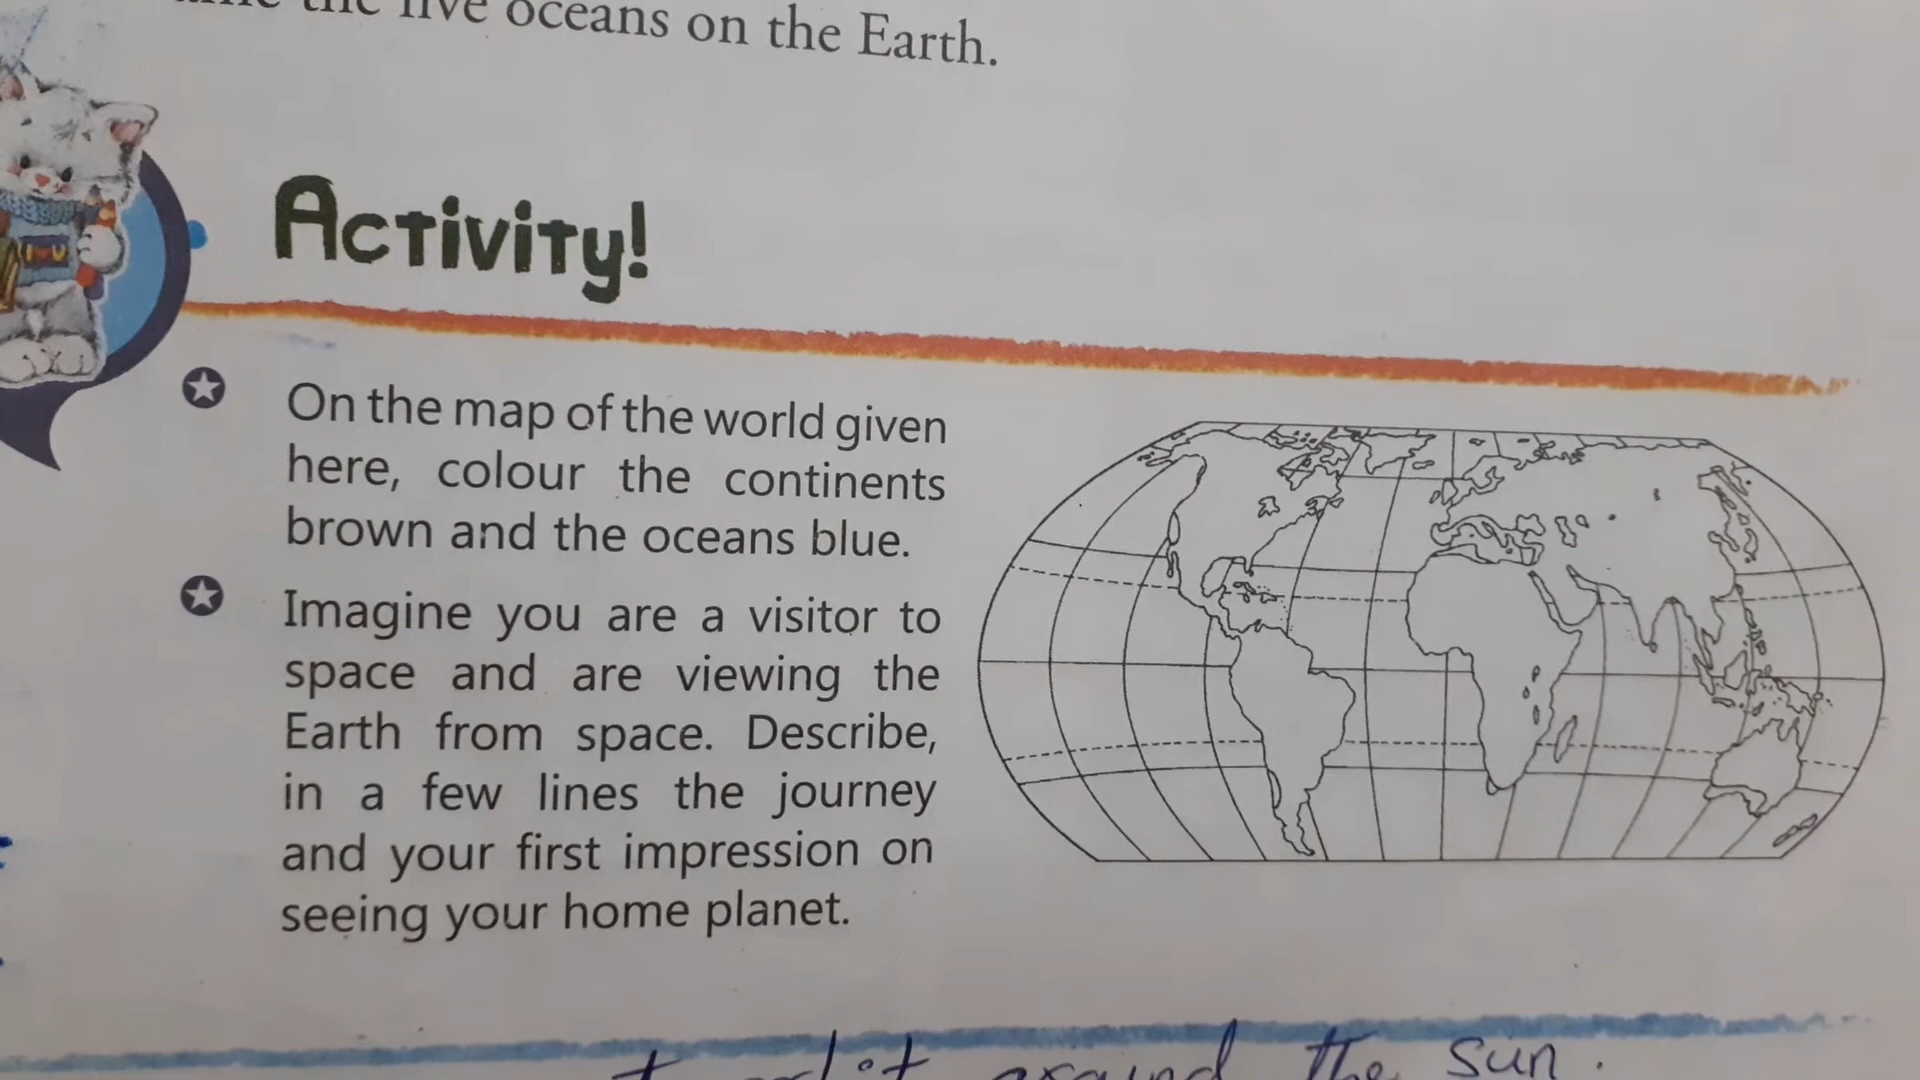 the five oceans on the Earth.
Activity!
On the map of the world given
here, colour the continents
brown and the oceans blue.
Imagine you are a visitor to
space and are viewing the
Earth from space. Describe,
in a few lines the journey
and your first impression on
seeing your home planet.
the sun.